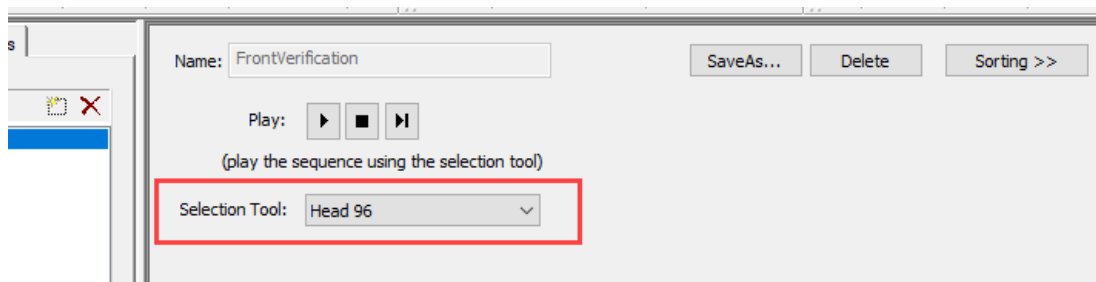 s
Name: FrontVerification SaveAs... Delete Sorting >>
Play:
(play the sequence using the selection tool)
Selection Tool: Head 96